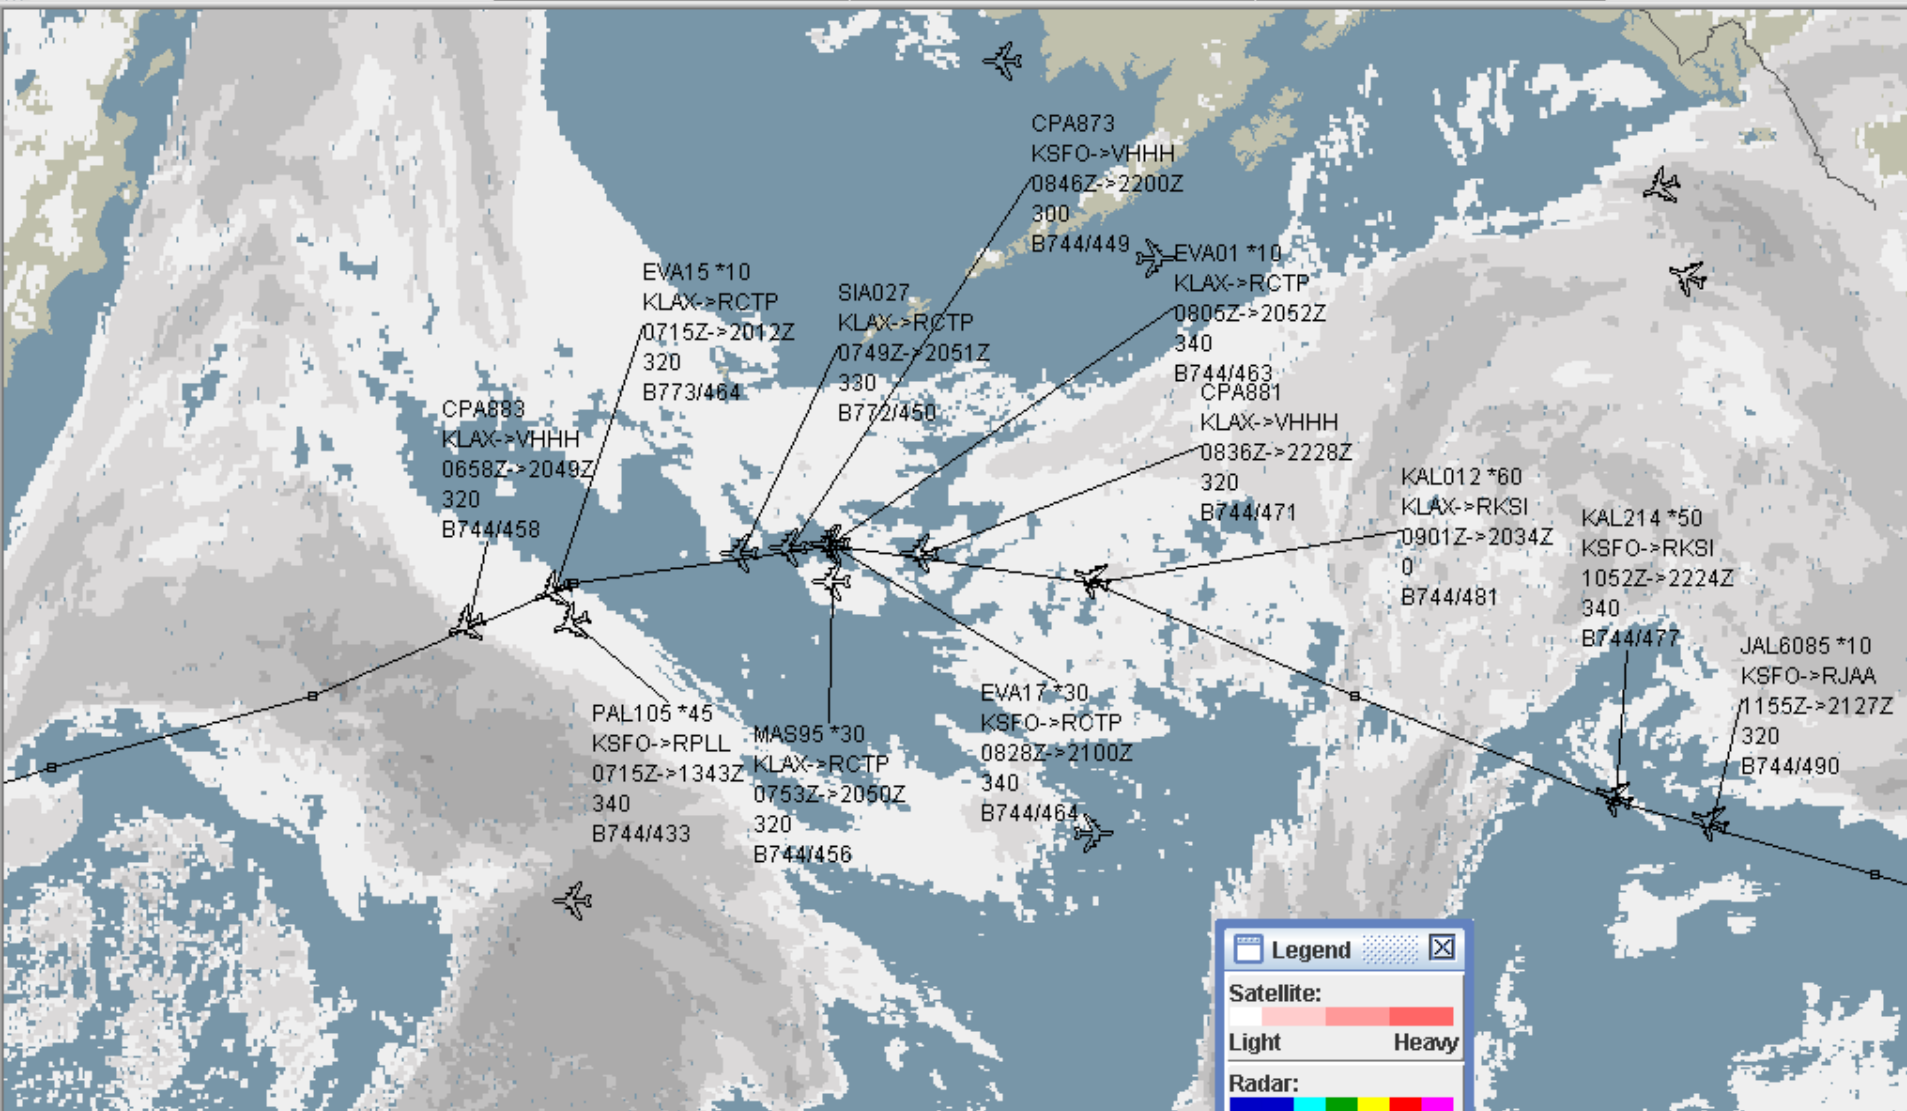 CPA873
KSFO->VHHH
0846Z->2200Z
300
B744/449
EVA01 *10
KLAX->RCTP
0805Z->2052Z
340
B744/463
EVA15 *10
KLAX->RCTP
0715Z->2012Z
320
B773/464
SIA027
KLAX->RCTP
0749Z->2051Z
330
B772/450
CPA881
KLAX->VHHH
0836Z->2228Z
320
B744/471
CPA883
KLAX->VHHH
0658Z->2049Z
320
B744/458
KAL012 *60
KLAX->RKSI
0901Z->2034Z
0
B744/481
KAL214 *50
KSFO->RKSI
1052Z->2224Z
340
B744/477
JAL6085 *10
KSFO->RJAA
1155Z->2127Z
320
B744/490
PAL105 *45
KSFO->RPLL
0715Z->1343Z
340
B744/433
MAS95 *30
KLAX->RCTP
0753Z->2050Z
320
B744/456
EVA17 *30
KSFO->RCTP
0828Z->2100Z
340
B744/464
Legend
Satellite:
Light Heavy
Radar: